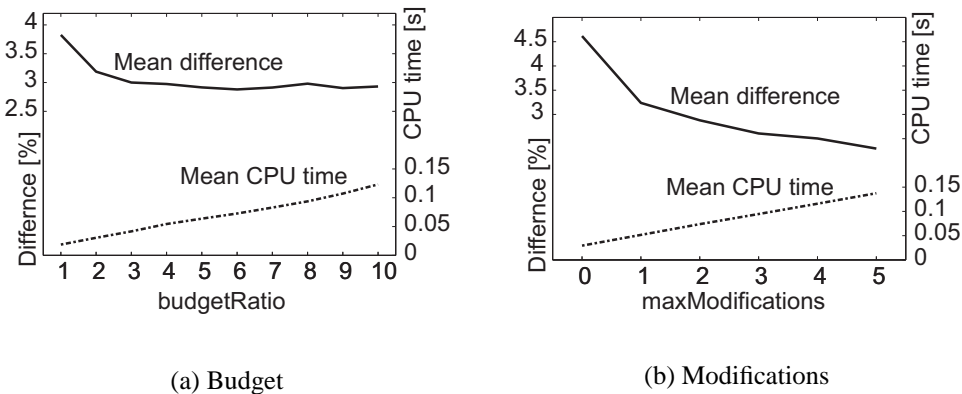 4
3.5
3
2.5
Differnce [%]
Mean difference
Mean CPU time
CPU time [s]
0.15
0.1
0.05
0
1 2 3 4 5 6 7 8 9 10
budgetRatio
(a) Budget
4.5
4
3.5
3
Differnce [%]
Mean difference
Mean CPU time
CPU time [s]
0.15
0.1
0.05
0
0 1 2 3 4 5
maxModifications
(b) Modifications